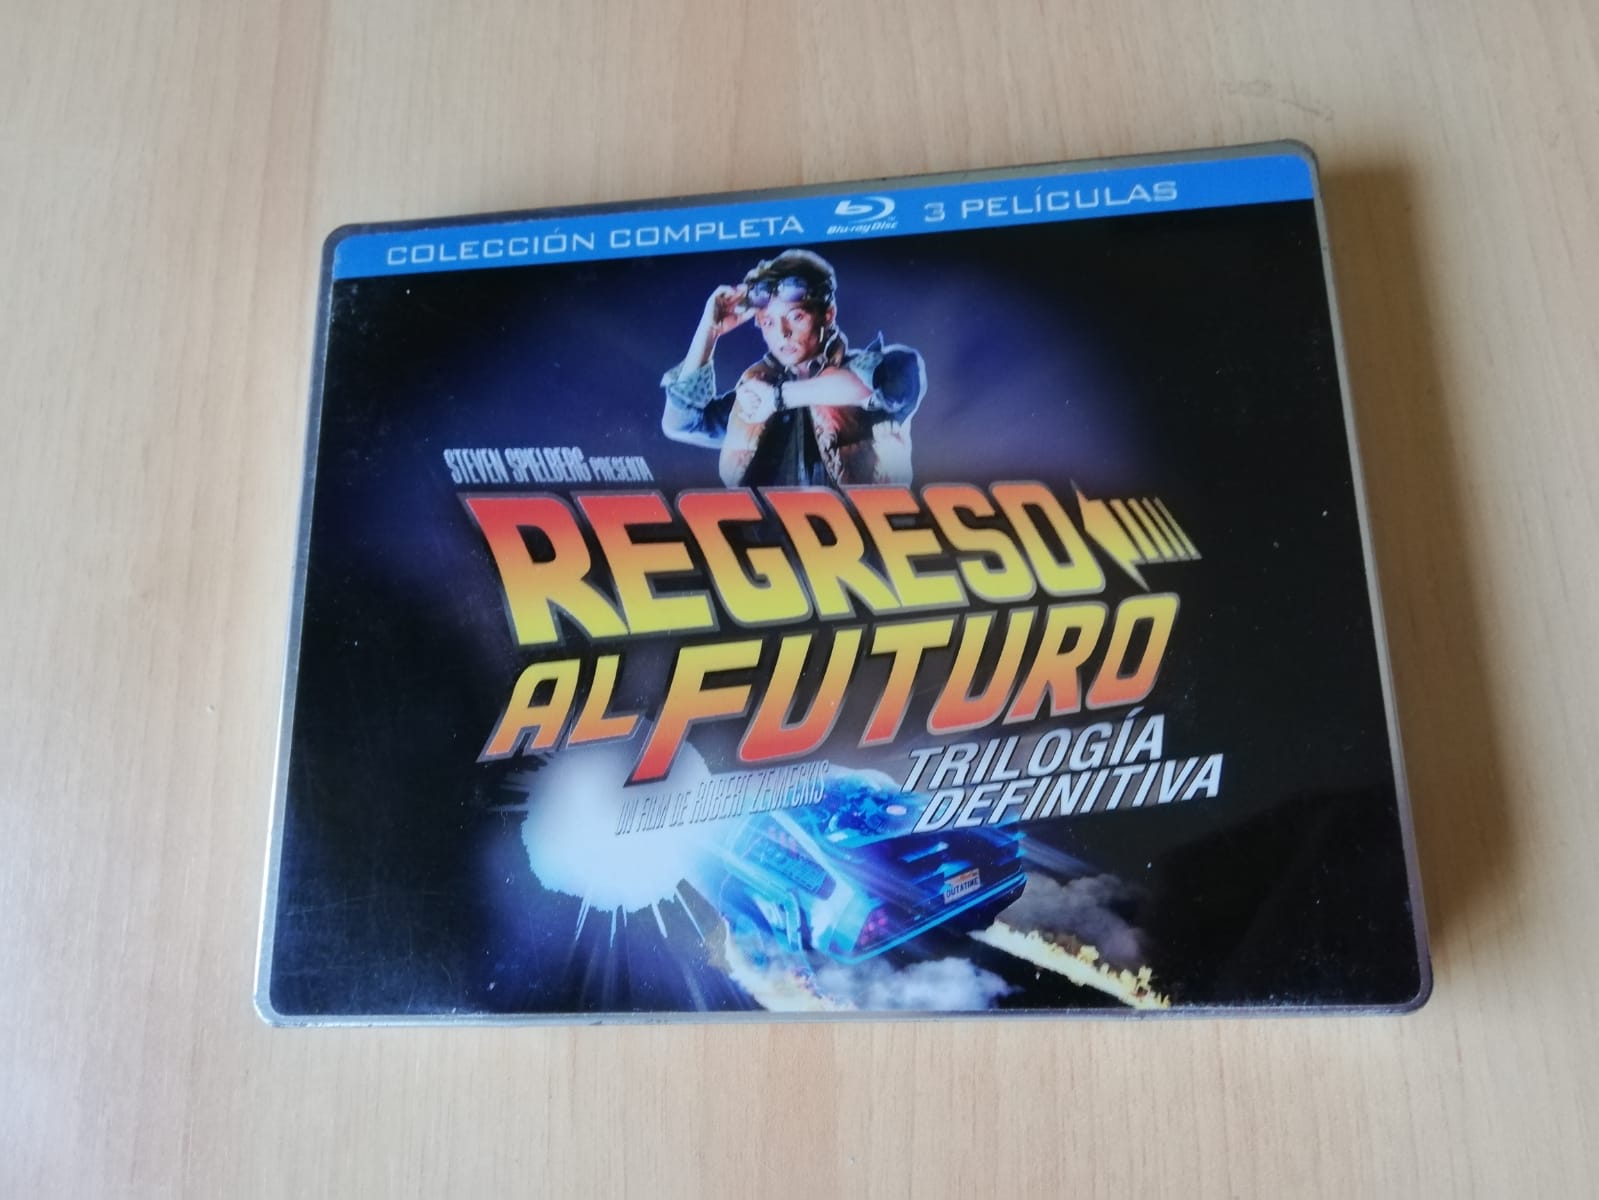 COLECCIÓN COMPLETA Blu-ray Disc 3 PELÍCULAS
STEVEN SPIELBERG PRESENTA
REGRESO
AL FUTURO
TRILOGÍA
DEFINITIVA
UN FILM DE ROBERT ZEMECKIS
OUTATIME